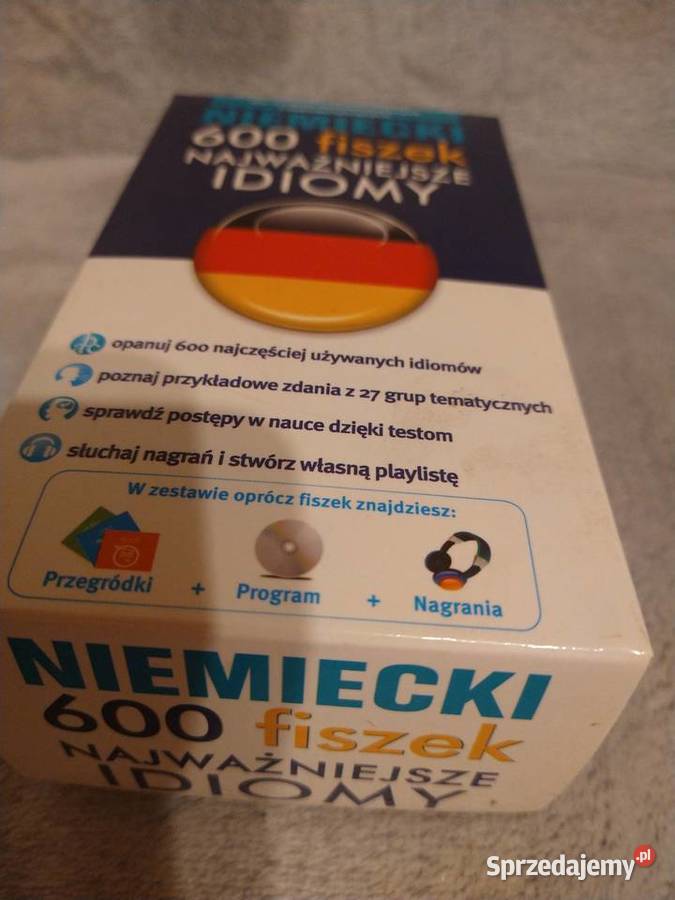 NIEMIECKI
600 fiszek
NAJWAŻNIEJSZE
IDIOMY
opanuj 600 najczęściej używanych idiomów
poznaj przykładowe zdania z 27 grup tematycznych
sprawdź postępy w nauce dzięki testom
słuchaj nagrań i stwórz własną playlistę
W zestawie oprócz fiszek znajdziesz:
Przegródki + Program + Nagrania
NIEMIECKI
600 fiszek
NAJWAŻNIEJSZE
IDIOMY
Sprzedajemy.pl